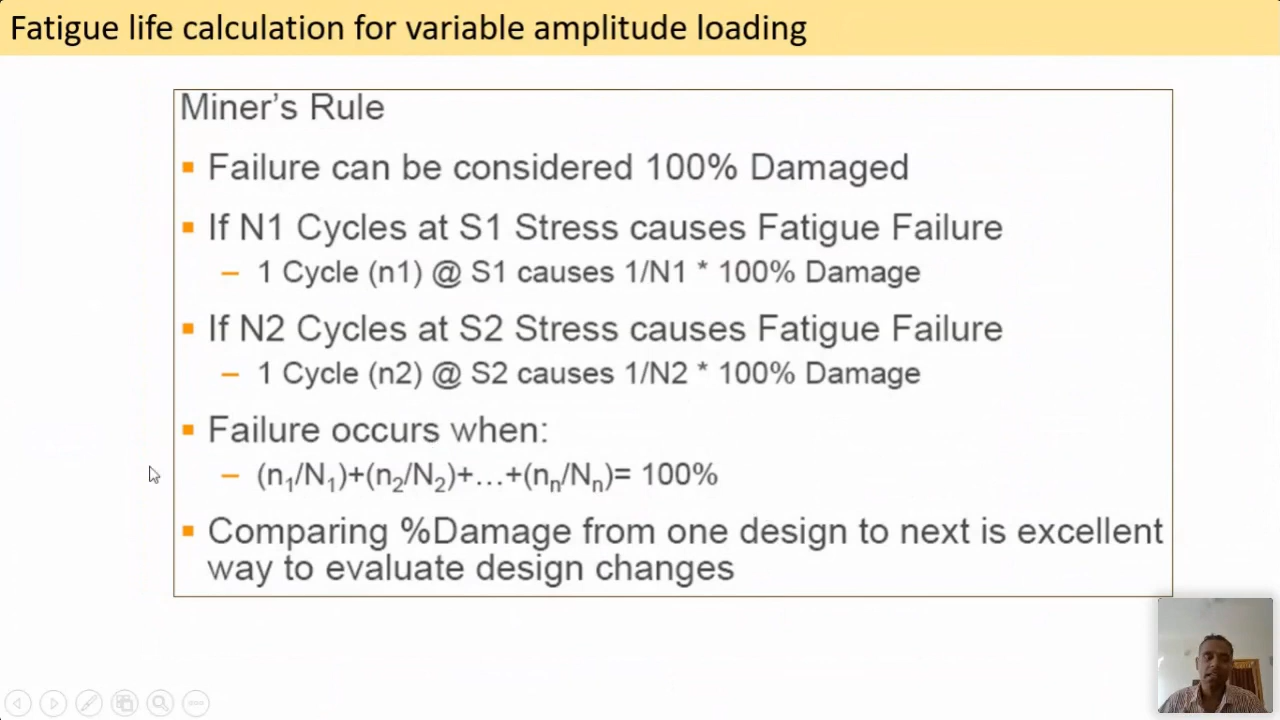 Fatigue life calculation for variable amplitude loading
Miner's Rule
▪ Failure can be considered 100% Damaged
▪ If N1 Cycles at S1 Stress causes Fatigue Failure
– 1 Cycle (n1) @ S1 causes 1/N1 * 100% Damage
▪ If N2 Cycles at S2 Stress causes Fatigue Failure
– 1 Cycle (n2) @ S2 causes 1/N2 * 100% Damage
▪ Failure occurs when:
– (n₁/N₁)+(n₂/N₂)+…+(nₙ/Nₙ)= 100%
▪ Comparing %Damage from one design to next is excellent
way to evaluate design changes